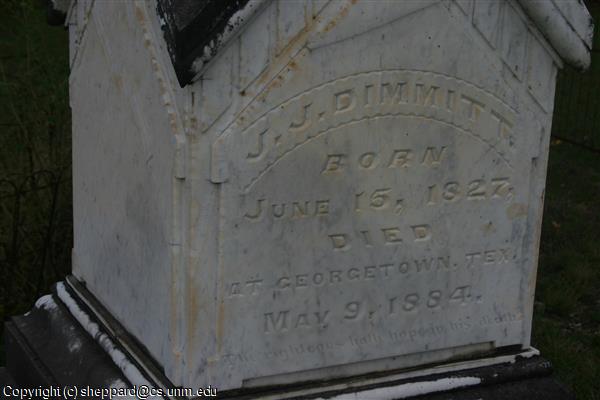 J. J. DIMMITT.
BORN
JUNE 15, 1827,
DIED
AT GEORGETOWN, TEX.
MAY 9, 1884.
The righteous hath hope in his death.
Copyright (c) sheppard@cs.unm.edu